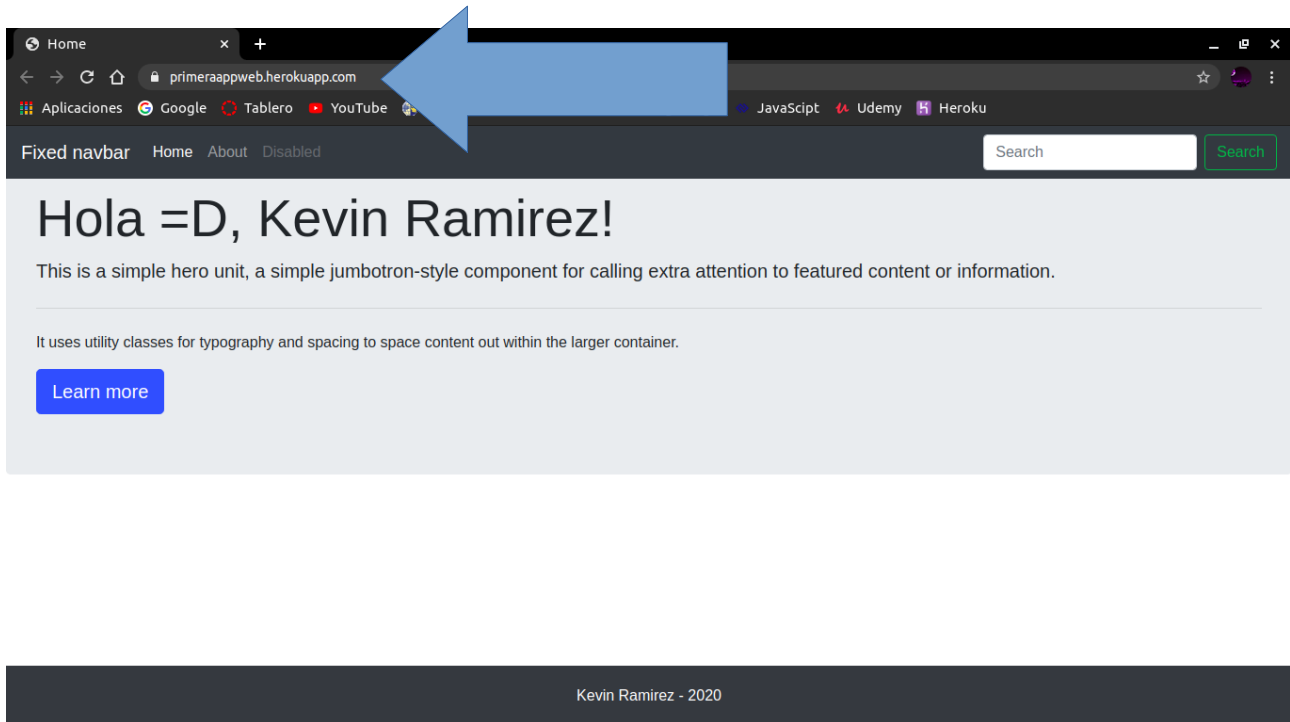 Home
primeraappweb.herokuapp.com
Aplicaciones Google Tablero YouTube JavaScipt Udemy Heroku
Fixed navbar Home About Disabled Search Search
Hola =D, Kevin Ramirez!
This is a simple hero unit, a simple jumbotron-style component for calling extra attention to featured content or information.
It uses utility classes for typography and spacing to space content out within the larger container.
Learn more
Kevin Ramirez - 2020